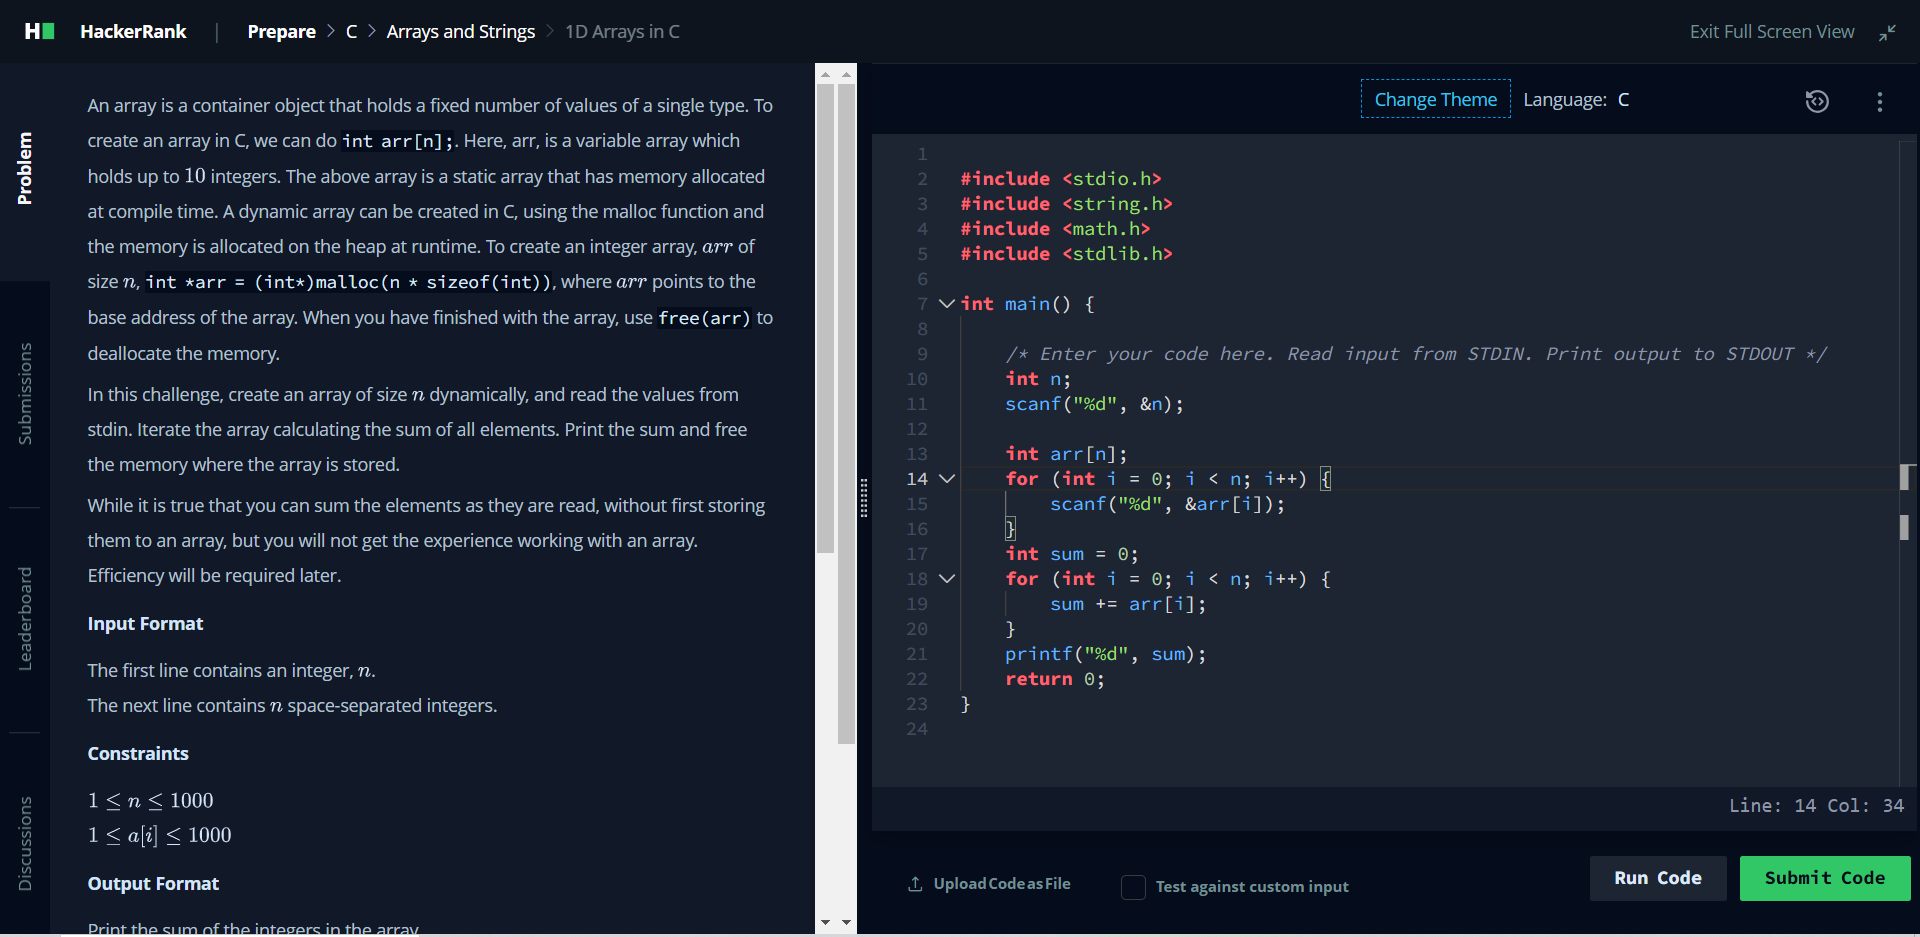 H HackerRank | Prepare > C > Arrays and Strings > 1D Arrays in C
Exit Full Screen View
Problem
Submissions
Leaderboard
Discussions
An array is a container object that holds a fixed number of values of a single type. To
create an array in C, we can do int arr[n];. Here, arr, is a variable array which
holds up to 10 integers. The above array is a static array that has memory allocated
at compile time. A dynamic array can be created in C, using the malloc function and
the memory is allocated on the heap at runtime. To create an integer array, arr of
size n, int *arr = (int*)malloc(n * sizeof(int)), where arr points to the
base address of the array. When you have finished with the array, use free(arr) to
deallocate the memory.
In this challenge, create an array of size n dynamically, and read the values from
stdin. Iterate the array calculating the sum of all elements. Print the sum and free
the memory where the array is stored.
While it is true that you can sum the elements as they are read, without first storing
them to an array, but you will not get the experience working with an array.
Efficiency will be required later.
Input Format
The first line contains an integer, n.
The next line contains n space-separated integers.
Constraints
1 ≤ n ≤ 1000
1 ≤ a[i] ≤ 1000
Output Format
Print the sum of the integers in the array.
Change Theme Language: C
1
2 #include <stdio.h>
3 #include <string.h>
4 #include <math.h>
5 #include <stdlib.h>
6
7 int main() {
8
9 /* Enter your code here. Read input from STDIN. Print output to STDOUT */
10 int n;
11 scanf("%d", &n);
12
13 int arr[n];
14 for (int i = 0; i < n; i++) {
15 scanf("%d", &arr[i]);
16 }
17 int sum = 0;
18 for (int i = 0; i < n; i++) {
19 sum += arr[i];
20 }
21 printf("%d", sum);
22 return 0;
23 }
24
Line: 14 Col: 34
Upload Code as File
Test against custom input
Run Code
Submit Code